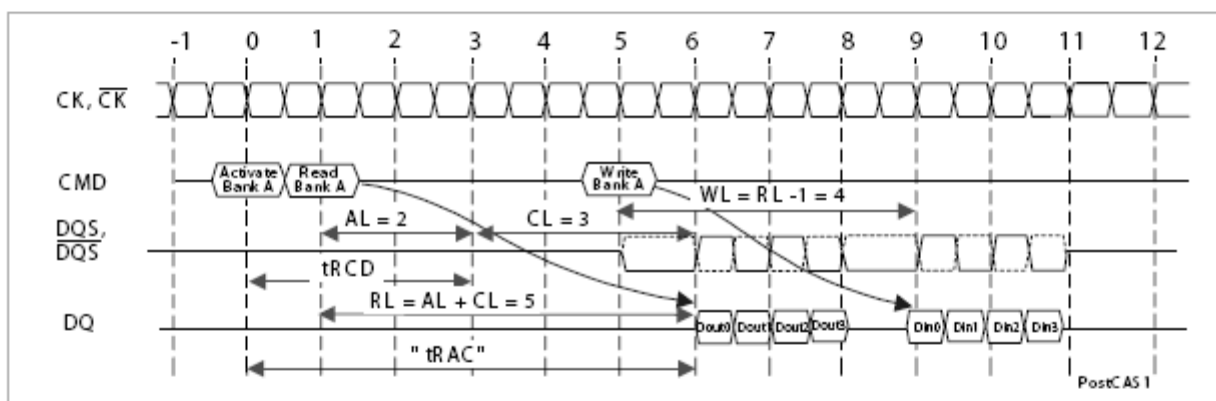 -1 0 1 2 3 4 5 6 7 8 9 10 11 12
CK, CK
CMD
Activate Bank A
Read Bank A
Write Bank A
WL = RL -1 = 4
AL = 2
CL = 3
DQS,
DQS
tRCD
RL = AL + CL = 5
DQ
Dout0 Dout1 Dout2 Dout3
Din0 Din1 Din2 Din3
" tRAC"
PostCAS1